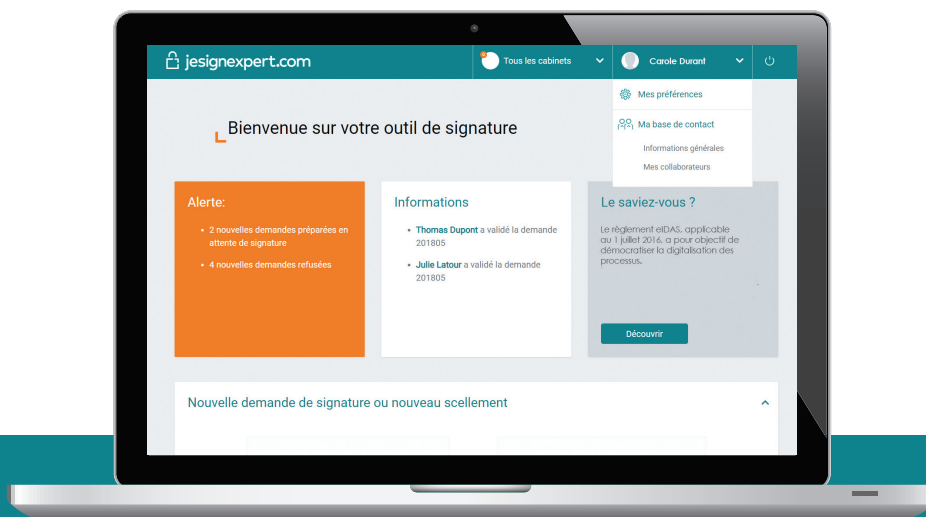 jesignexpert.com
Tous les cabinets
Carole Durant
Mes préférences
Ma base de contact
Informations générales
Mes collaborateurs
Bienvenue sur votre outil de signature
Alerte:
• 2 nouvelles demandes préparées en
attente de signature
• 4 nouvelles demandes refusées
Informations
• Thomas Dupont a validé la demande
201805
• Julie Latour a validé la demande
201805
Le saviez-vous ?
Le règlement eIDAS, applicable
au 1 juillet 2016, a pour objectif de
démocratiser la digitalisation des
processus.
Découvrir
Nouvelle demande de signature ou nouveau scellement